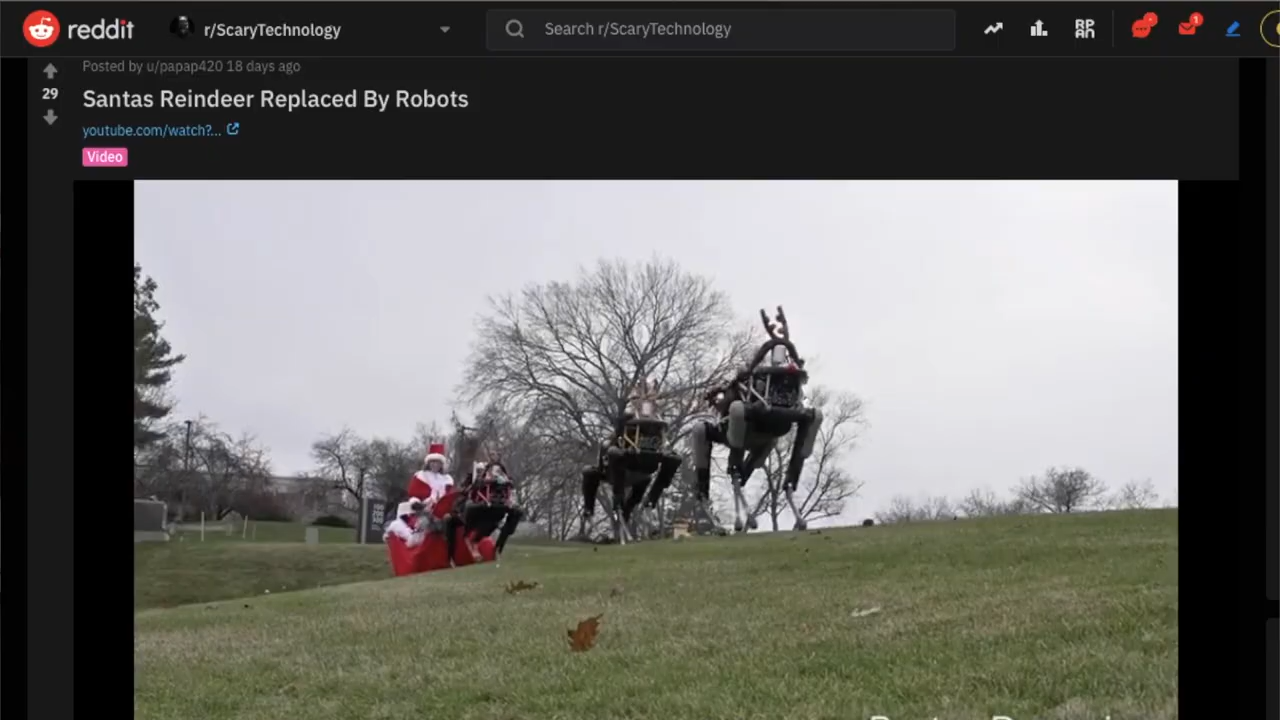 reddit
r/ScaryTechnology
Search r/ScaryTechnology
1
Posted by u/papap420 18 days ago
29
Santas Reindeer Replaced By Robots
youtube.com/watch?...
Video